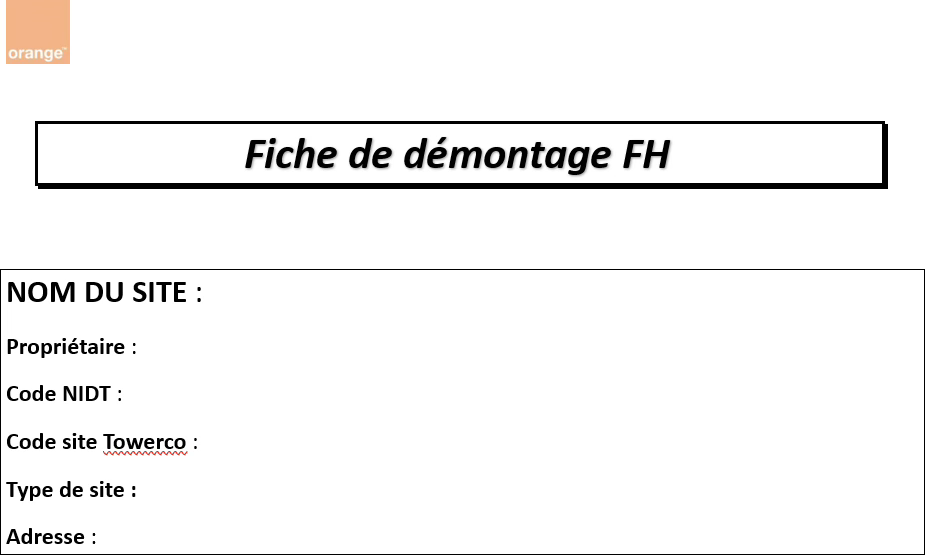 orange™
Fiche de démontage FH
NOM DU SITE :
Propriétaire :
Code NIDT :
Code site Towerco :
Type de site :
Adresse :